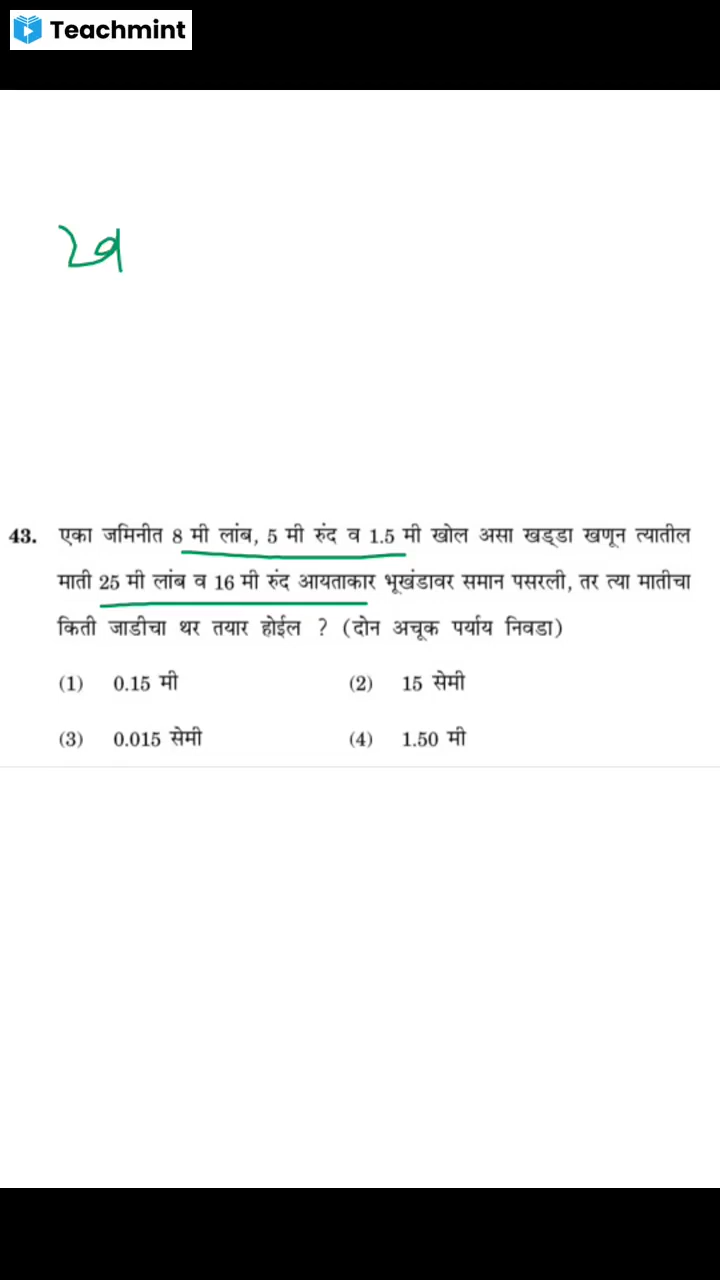 Teachmint
ख
43. एका जमिनीत 8 मी लांब, 5 मी रुंद व 1.5 मी खोल असा खड्डा खणून त्यातील
माती 25 मी लांब व 16 मी रुंद आयताकार भूखंडावर समान पसरली, तर त्या मातीचा
किती जाडीचा थर तयार होईल ? (दोन अचूक पर्याय निवडा)
(1) 0.15 मी (2) 15 सेमी
(3) 0.015 सेमी (4) 1.50 मी